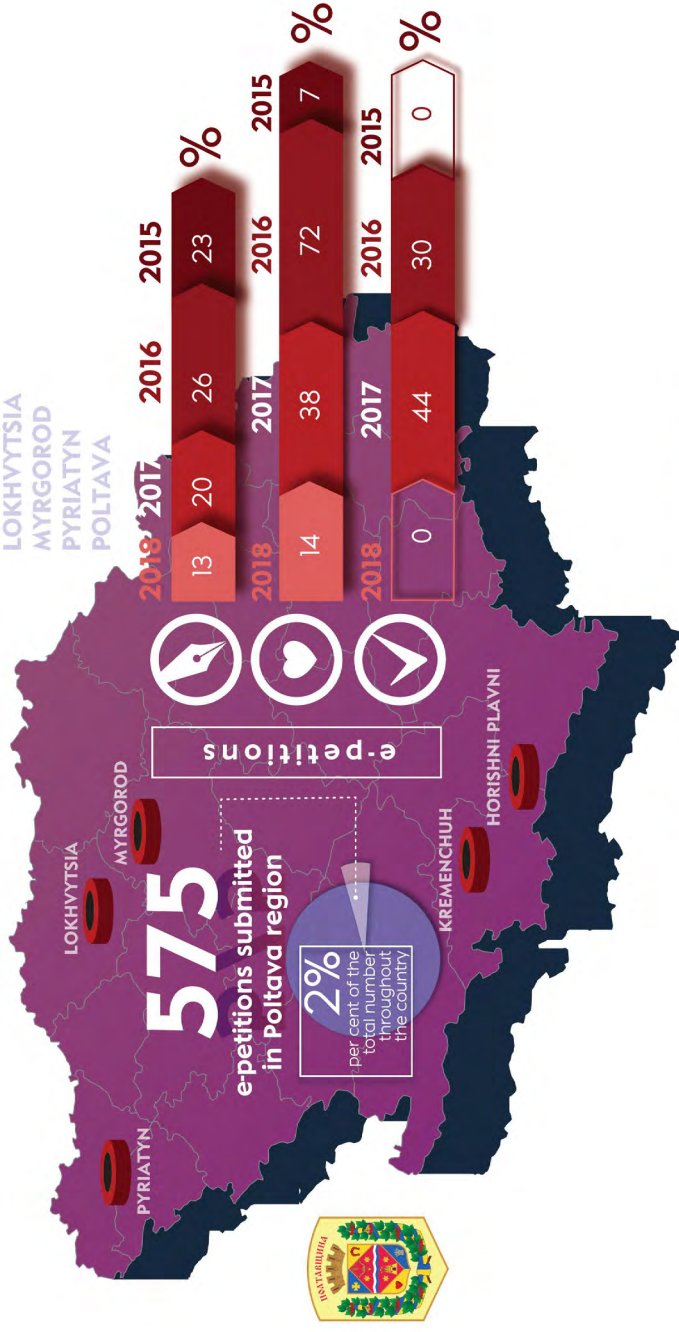 LOKHVYTSIA
MYRGOROD
PYRIATYN
POLTAVA
2018 2017 2016 2015
13 20 26 23 %
2018 2017 2016 2015
14 38 72 7 %
2018 2017 2016 2015
0 44 30 0 %
e-petitions
LOKHVYTSIA
MYRGOROD
575
e-petitions submitted
in Poltava region
2%
per cent of the
total number
throughout
the country
KREMENCHUH
HORISHNI PLAVNI
PYRIATYN
ПОЛТАВЩИНА